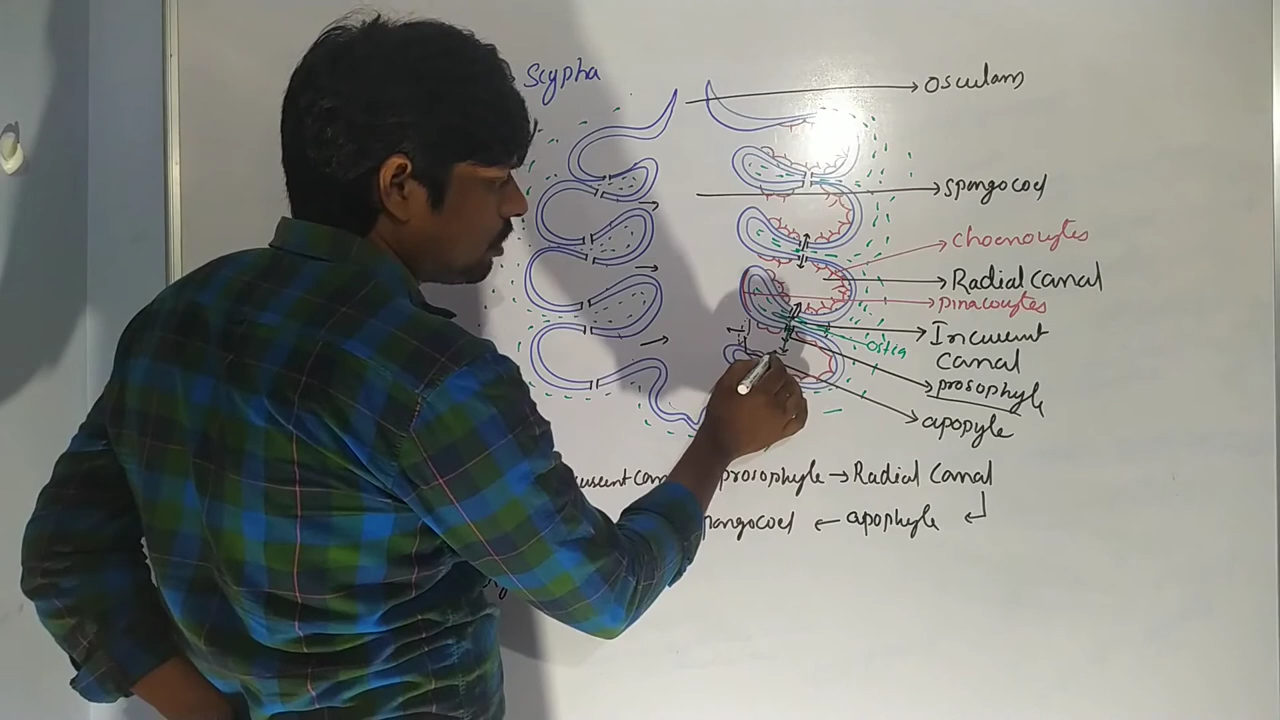 Scypha
osculam
spongocoel
choenocytes
Radial canal
pinacocytes
Incurrent
canal
ostia
prosophyle
apopyle
prosophyle → Radial canal
← apophyle ←